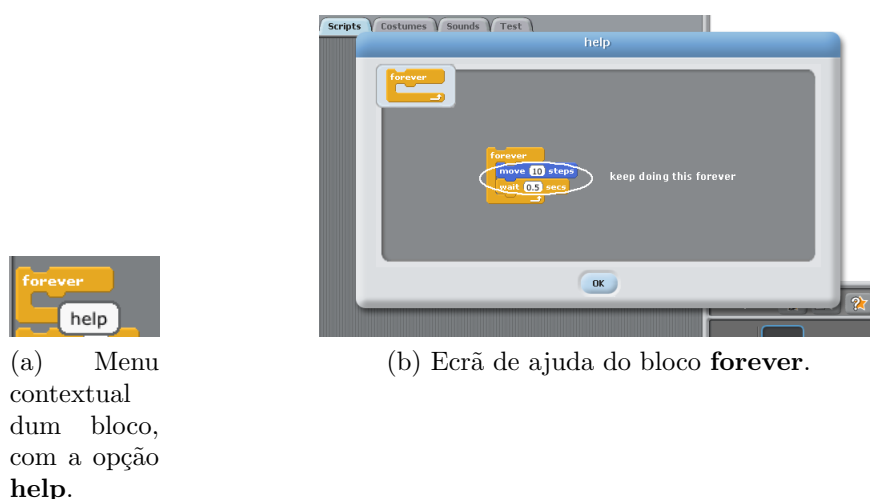 Scripts Costumes Sounds Test
help
forever
forever
move 10 steps
wait 0.5 secs
keep doing this forever
OK
forever
help
(a) Menu
contextual
dum bloco,
com a opção
help.
(b) Ecrã de ajuda do bloco forever.